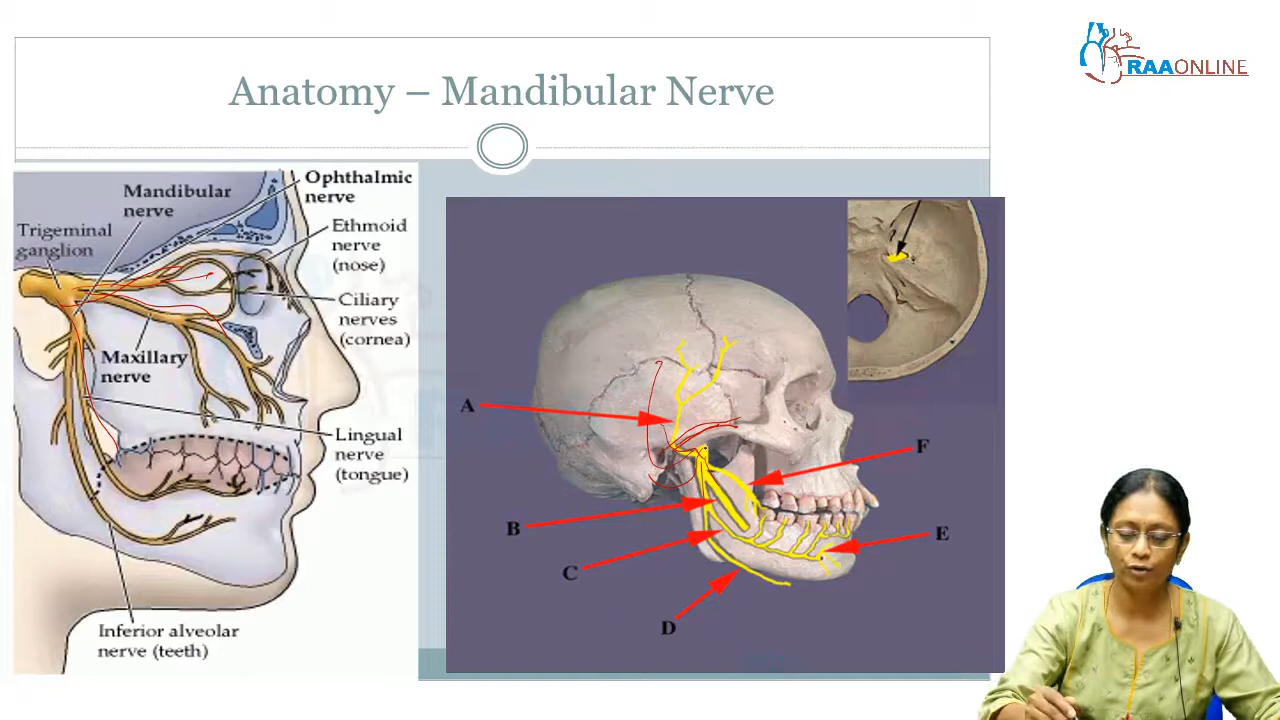 RAAONLINE
Anatomy – Mandibular Nerve
Ophthalmic
nerve
Mandibular
nerve
Trigeminal
ganglion
Ethmoid
nerve
(nose)
Ciliary
nerves
(cornea)
Maxillary
nerve
Lingual
nerve
(tongue)
Inferior alveolar
nerve (teeth)
A
F
B
E
C
D